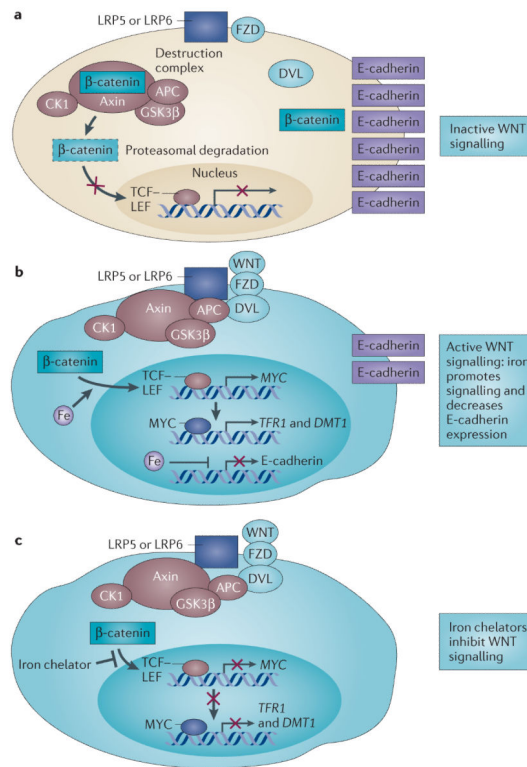 a
LRP5 or LRP6
FZD
Destruction
complex
DVL
β-catenin
Axin
APC
CK1
GSK3β
β-catenin
β-catenin
Proteasomal degradation
Nucleus
TCF
LEF
E-cadherin
E-cadherin
E-cadherin
E-cadherin
E-cadherin
E-cadherin
Inactive WNT
signalling
b
WNT
LRP5 or LRP6
FZD
Axin
APC
DVL
CK1
GSK3β
β-catenin
TCF
LEF
MYC
Fe
MYC
TFR1 and DMT1
Fe
E-cadherin
E-cadherin
E-cadherin
Active WNT
signalling: iron
promotes
signalling and
decreases
E-cadherin
expression
c
WNT
LRP5 or LRP6
FZD
Axin
APC
DVL
CK1
GSK3β
β-catenin
Iron chelator
TCF
LEF
MYC
MYC
TFR1
and DMT1
Iron chelators
inhibit WNT
signalling